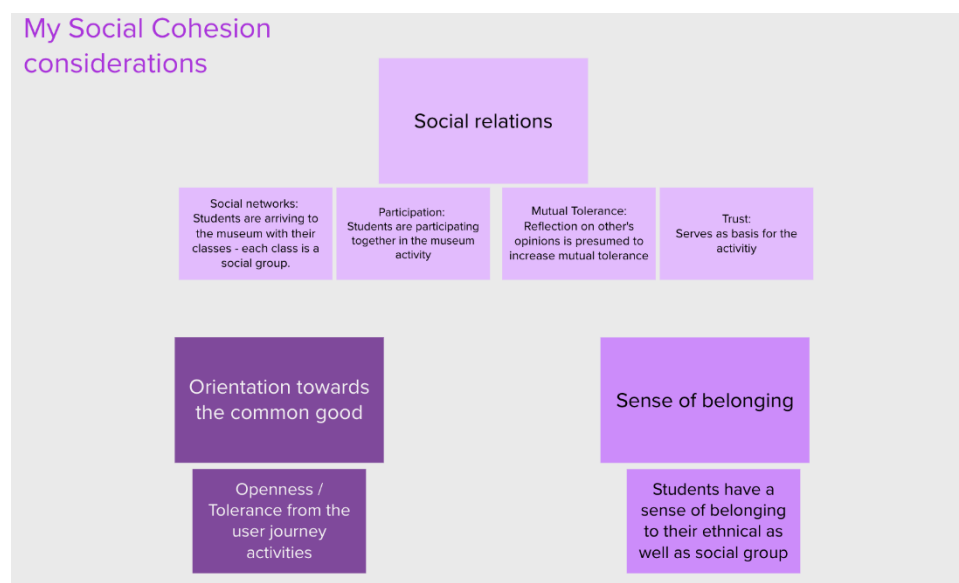 My Social Cohesion
considerations
Social relations
Social networks:
Students are arriving to
the museum with their
classes - each class is a
social group.
Participation:
Students are participating
together in the museum
activity
Mutual Tolerance:
Reflection on other's
opinions is presumed to
increase mutual tolerance
Trust:
Serves as basis for the
activitiy
Orientation towards
the common good
Openness /
Tolerance from the
user journey
activities
Sense of belonging
Students have a
sense of belonging
to their ethnical as
well as social group